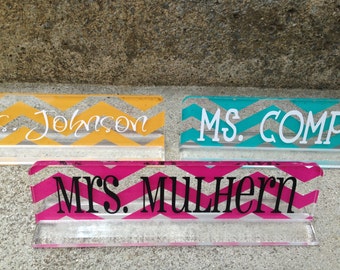 s. Johnson
MS. COMP
Mrs. Mulhern